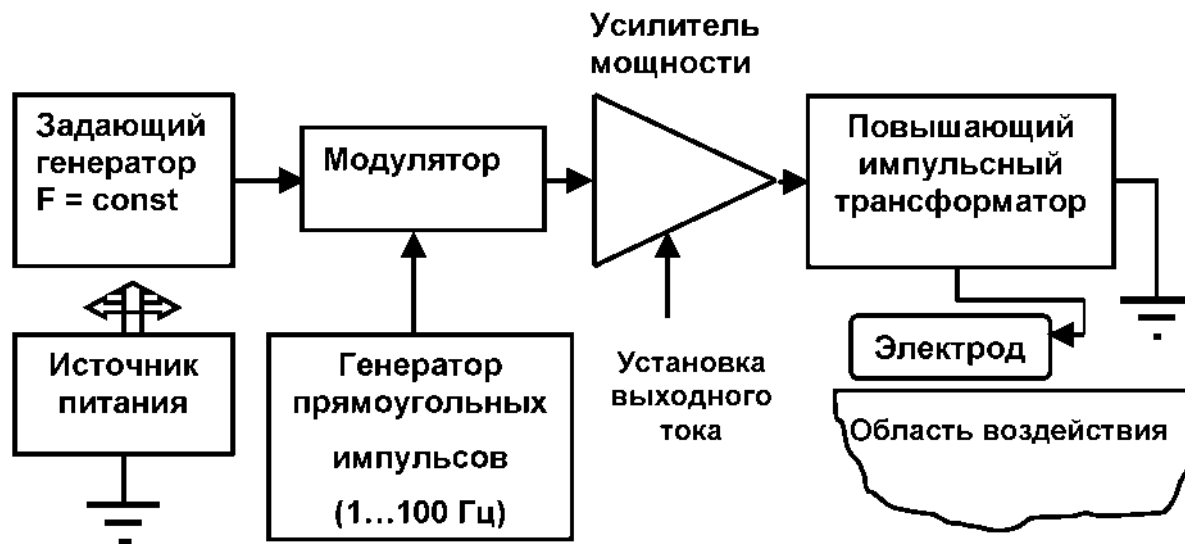 Усилитель
мощности
Задающий
генератор
F = const
Модулятор
Повышающий
импульсный
трансформатор
Источник
питания
Генератор
прямоугольных
импульсов
(1...100 Гц)
Установка
выходного
тока
Электрод
Область воздействия